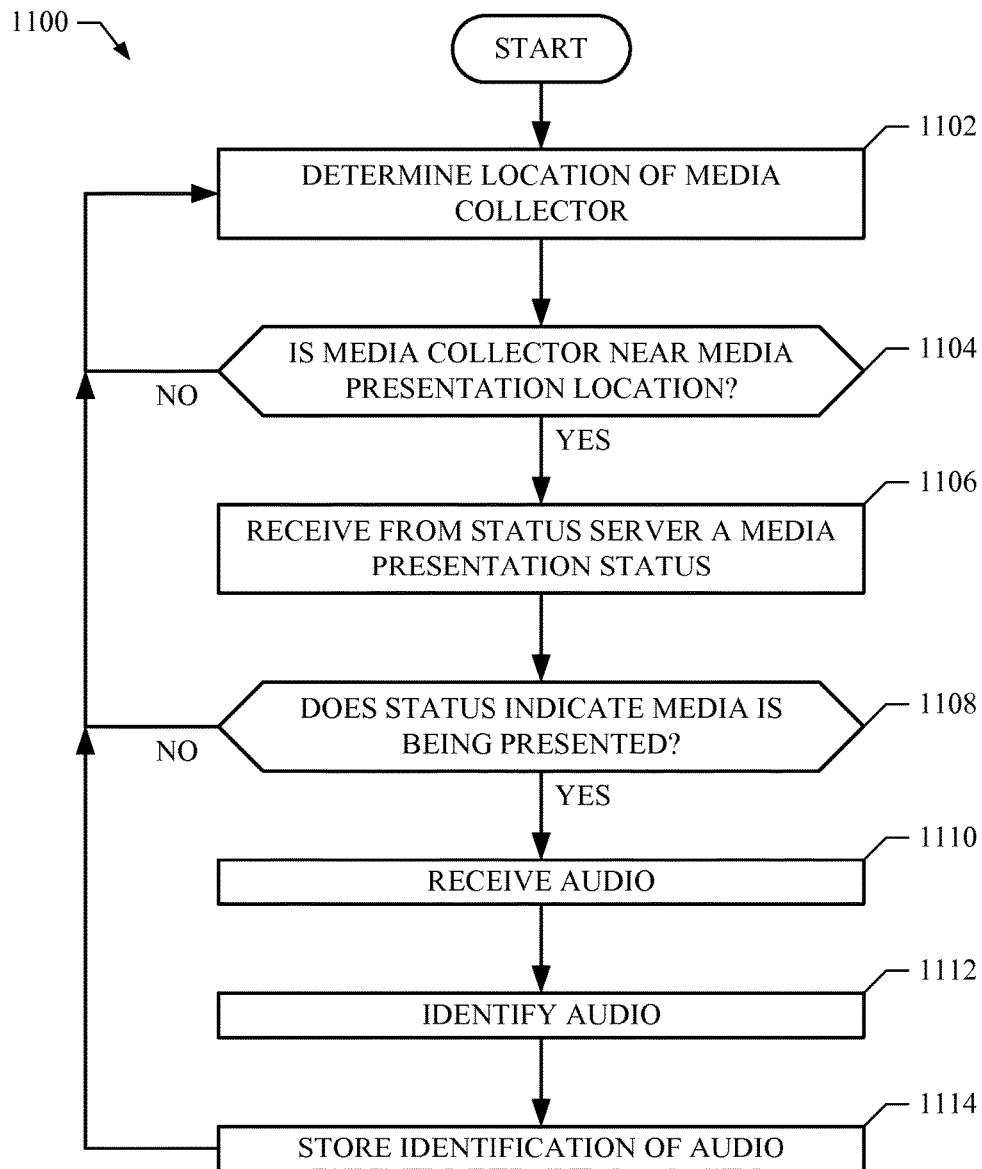 1100
START
1102
DETERMINE LOCATION OF MEDIA
COLLECTOR
IS MEDIA COLLECTOR NEAR MEDIA
PRESENTATION LOCATION?
1104
NO
YES
1106
RECEIVE FROM STATUS SERVER A MEDIA
PRESENTATION STATUS
DOES STATUS INDICATE MEDIA IS
BEING PRESENTED?
1108
NO
YES
1110
RECEIVE AUDIO
1112
IDENTIFY AUDIO
1114
STORE IDENTIFICATION OF AUDIO